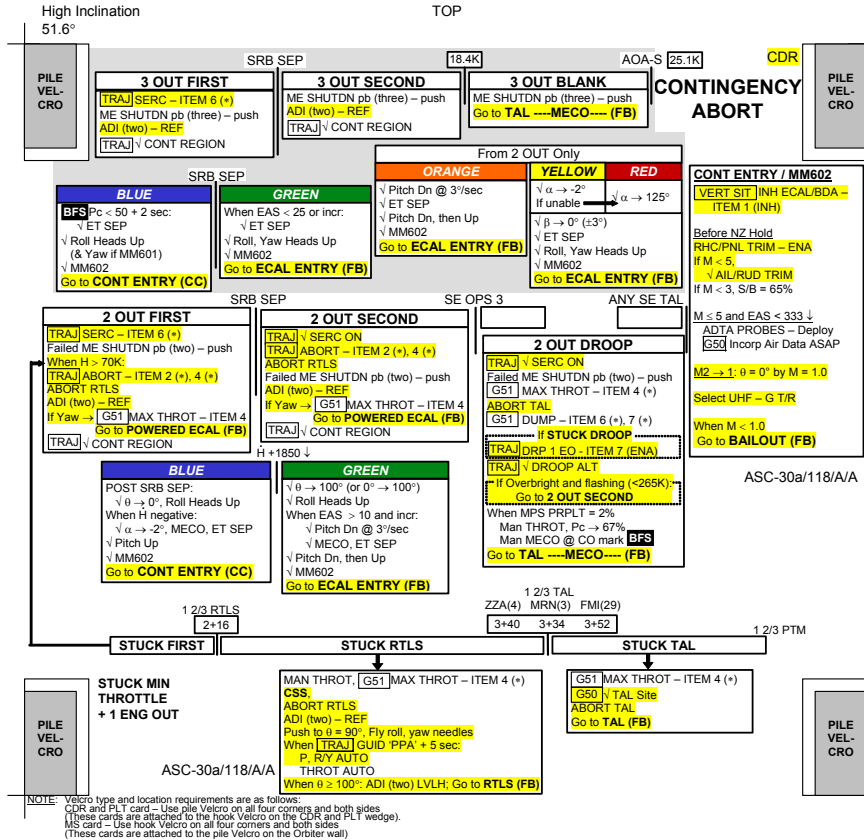 High Inclination
51.6°
TOP
PILE
VEL-
CRO
PILE
VEL-
CRO
CDR
CONTINGENCY
ABORT
SRB SEP
18.4K
AOA-S
25.1K
3 OUT FIRST
TRAJ SERC – ITEM 6 (*)
ME SHUTDN pb (three) – push
ADI (two) – REF
TRAJ √ CONT REGION
3 OUT SECOND
ME SHUTDN pb (three) – push
ADI (two) – REF
TRAJ √ CONT REGION
3 OUT BLANK
ME SHUTDN pb (three) – push
Go to TAL ----MECO---- (FB)
SRB SEP
BLUE
BFS Pc < 50 + 2 sec:
√ ET SEP
√ Roll Heads Up
(& Yaw if MM601)
√ MM602
Go to CONT ENTRY (CC)
GREEN
When EAS < 25 or incr:
√ ET SEP
√ Roll, Yaw Heads Up
√ MM602
Go to ECAL ENTRY (FB)
From 2 OUT Only
ORANGE
√ Pitch Dn @ 3°/sec
√ ET SEP
√ Pitch Dn, then Up
√ MM602
Go to ECAL ENTRY (FB)
YELLOW
√ α → -2°
If unable
RED
√ α → 125°
√ β → 0° (±3°)
√ ET SEP
√ Roll, Yaw Heads Up
√ MM602
Go to ECAL ENTRY (FB)
CONT ENTRY / MM602
VERT SIT INH ECAL/BDA –
ITEM 1 (INH)
Before NZ Hold
RHC/PNL TRIM – ENA
If M < 5,
√ AIL/RUD TRIM
If M < 3, S/B = 65%
M ≤ 5 and EAS < 333 ↓
ADTA PROBES – Deploy
G50 Incorp Air Data ASAP
M2 → 1: θ = 0° by M = 1.0
Select UHF – G T/R
When M < 1.0
Go to BAILOUT (FB)
ASC-30a/118/A/A
SRB SEP
SE OPS 3
ANY SE TAL
2 OUT FIRST
TRAJ SERC – ITEM 6 (*)
Failed ME SHUTDN pb (two) – push
When H > 70K:
TRAJ ABORT – ITEM 2 (*), 4 (*)
ABORT RTLS
ADI (two) – REF
If Yaw → G51 MAX THROT – ITEM 4
Go to POWERED ECAL (FB)
TRAJ √ CONT REGION
2 OUT SECOND
TRAJ √ SERC ON
TRAJ ABORT – ITEM 2 (*), 4 (*)
ABORT RTLS
Failed ME SHUTDN pb (two) – push
ADI (two) – REF
If Yaw → G51 MAX THROT – ITEM 4
Go to POWERED ECAL (FB)
TRAJ √ CONT REGION
2 OUT DROOP
TRAJ √ SERC ON
Failed ME SHUTDN pb (two) – push
G51 MAX THROT – ITEM 4 (*)
ABORT TAL
G51 DUMP – ITEM 6 (*), 7 (*)
If STUCK DROOP
TRAJ DRP 1 EO - ITEM 7 (ENA)
TRAJ √ DROOP ALT
If Overbright and flashing (<265K):
Go to 2 OUT SECOND
When MPS PRPLT = 2%
Man THROT, Pc → 67%
Man MECO @ CO mark BFS
Go to TAL ----MECO---- (FB)
Ḣ +1850 ↓
BLUE
POST SRB SEP:
√ θ → 0°, Roll Heads Up
When Ḣ negative:
√ α → -2°, MECO, ET SEP
√ Pitch Up
√ MM602
Go to CONT ENTRY (CC)
GREEN
√ θ → 100° (or 0° → 100°)
√ Roll Heads Up
When EAS > 10 and incr:
√ Pitch Dn @ 3°/sec
√ MECO, ET SEP
√ Pitch Dn, then Up
√ MM602
Go to ECAL ENTRY (FB)
1 2/3 RTLS
2+16
1 2/3 TAL
ZZA(4) MRN(3) FMI(29)
3+40 3+34 3+52
1 2/3 PTM
STUCK FIRST
STUCK RTLS
STUCK TAL
STUCK MIN
THROTTLE
+ 1 ENG OUT
MAN THROT, G51 MAX THROT – ITEM 4 (*)
CSS,
ABORT RTLS
ADI (two) – REF
Push to θ = 90°, Fly roll, yaw needles
When TRAJ GUID 'PPA' + 5 sec:
P, R/Y AUTO
THROT AUTO
When θ ≥ 100°: ADI (two) LVLH; Go to RTLS (FB)
G51 MAX THROT – ITEM 4 (*)
G50 √ TAL Site
ABORT TAL
Go to TAL (FB)
PILE
VEL-
CRO
PILE
VEL-
CRO
ASC-30a/118/A/A
NOTE: Velcro type and location requirements are as follows:
CDR and PLT card – Use pile Velcro on all four corners and both sides
(These cards are attached to the hook Velcro on the CDR and PLT wedge).
MS card – Use hook Velcro on all four corners and both sides
(These cards are attached to the pile Velcro on the Orbiter wall)